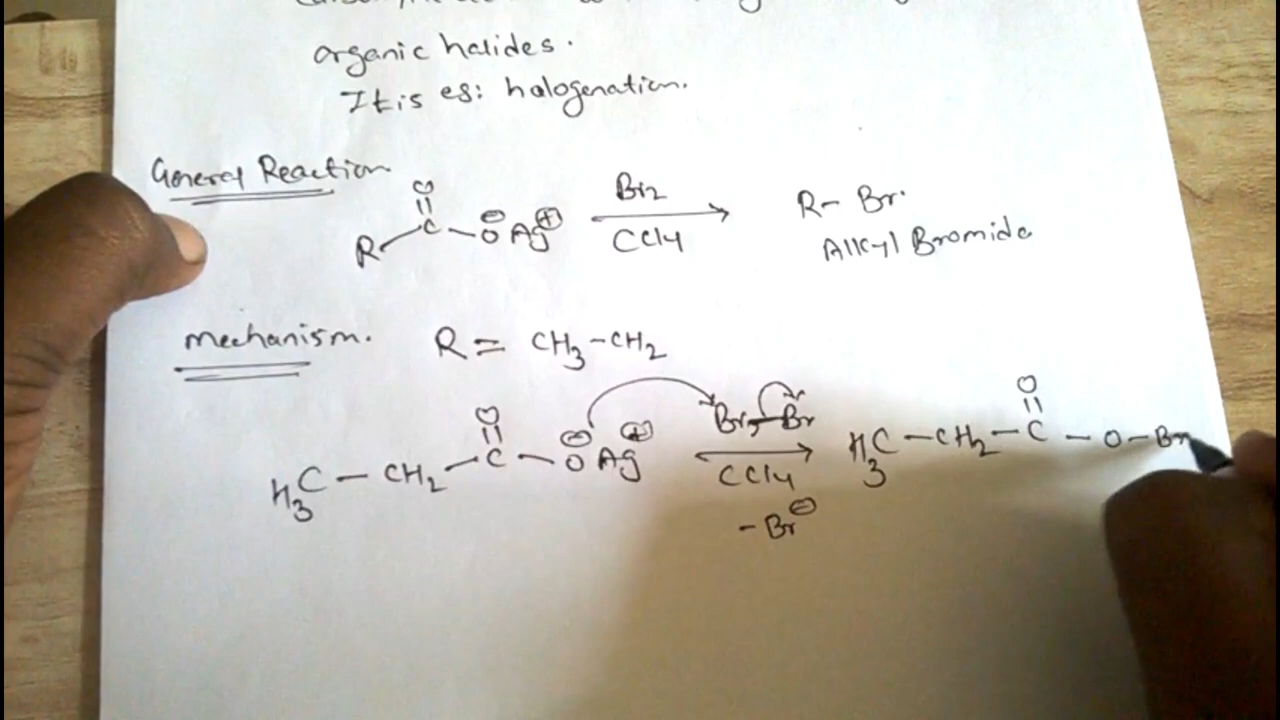 organic halides.
It is es: halogenation.
General Reaction
O
||
R C - O⊖ Ag⊕ Br2 CCl4 R- Br.
Alkyl Bromide
mechanism. R = CH3-CH2
H3C - CH2 - C - O⊖ Ag⊕ Br-Br CCl4 H3C - CH2 - C - O - Br
O
||
O
||
- Br⊖